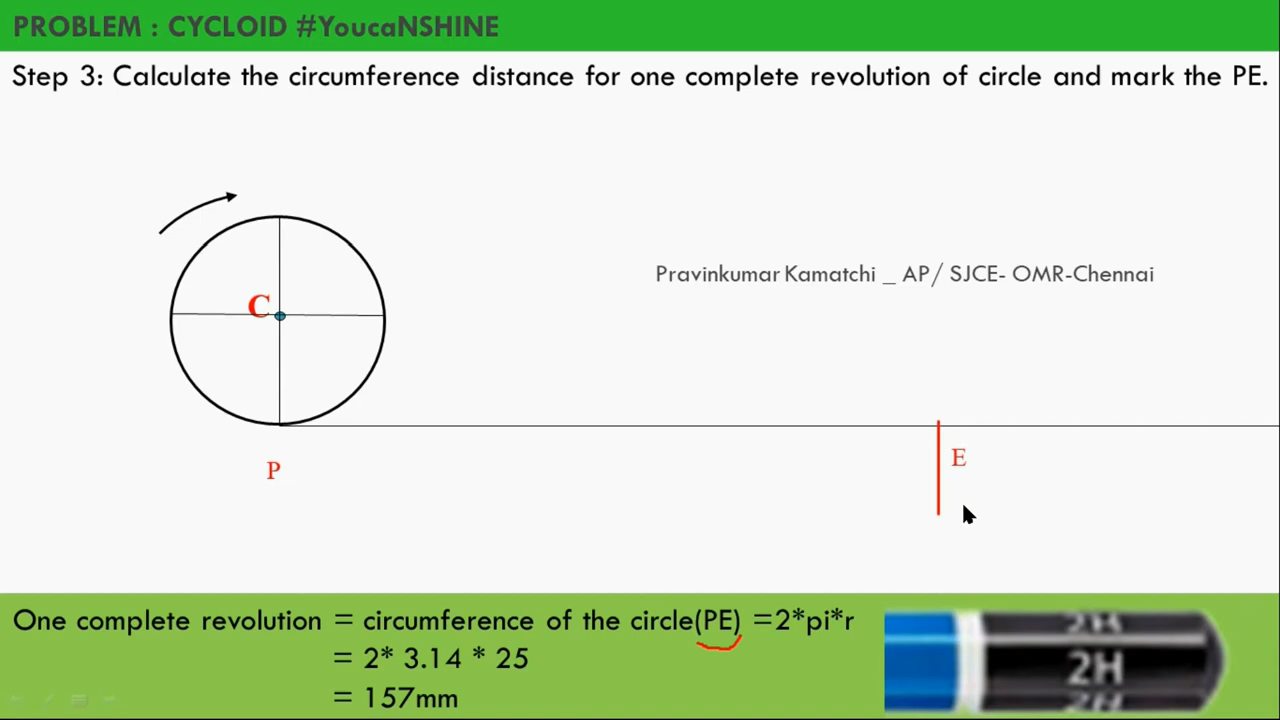 PROBLEM : CYCLOID #YoucaNSHINE
Step 3: Calculate the circumference distance for one complete revolution of circle and mark the PE.
Pravinkumar Kamatchi _ AP/ SJCE- OMR-Chennai
C
E
P
One complete revolution = circumference of the circle(PE) =2*pi*r
= 2* 3.14 * 25
= 157mm
2H
2H
2H